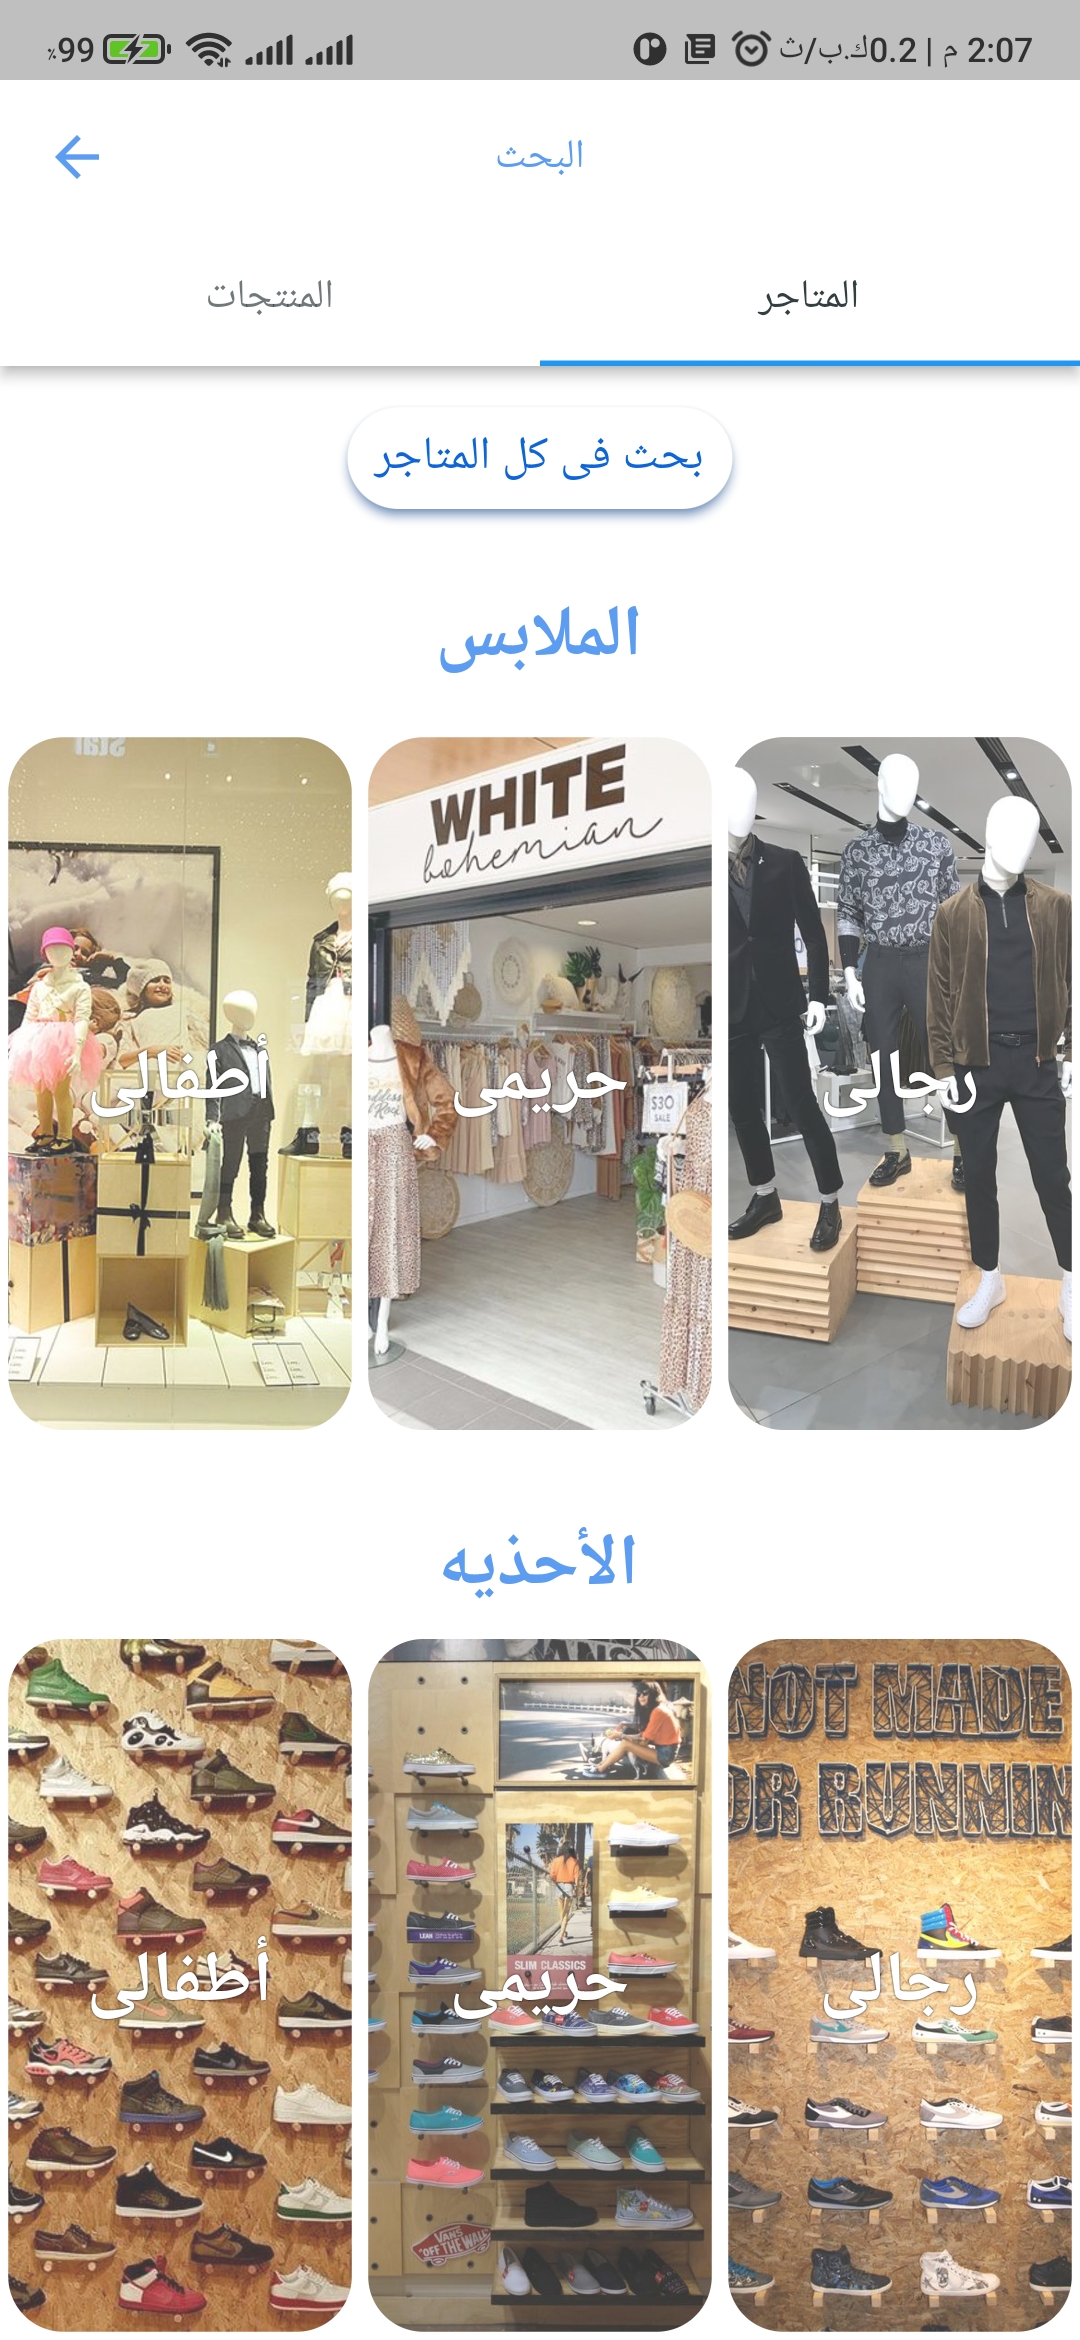 2:07 م | 0.2ك.ب/ث
99٪
البحث
المتاجر
المنتجات
بحث فى كل المتاجر
الملابس
رجالى
حريمى
أطفالى
WHITE
bohemian
$30
SALE
الأحذيه
رجالى
حريمى
أطفالى
NOT MADE
OR RUNNIN
SLIM CLASSICS
VANS
"OFF THE WALL"